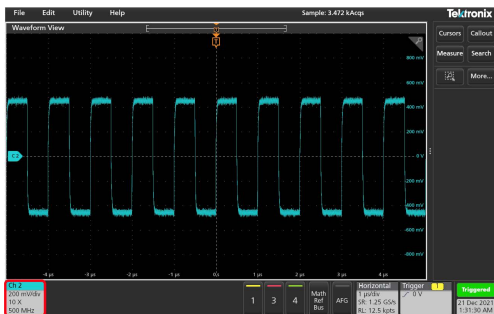 File Edit Utility Help Sample: 3.472 kAcqs Tektronix
Waveform View
Cursors Callout
Measure Search
More...
T
800 mV
400 mV
200 mV
0 V
-200 mV
-400 mV
-600 mV
C2
-4 µs -3 µs -2 µs -1 µs 0 s 1 µs 2 µs 3 µs 4 µs
Ch 2
200 mV/div
10 X
500 MHz
1 3 4
Math
Ref
Bus
AFG
Horizontal
1 µs/div
SR: 1.25 GS/s
RL: 12.5 kpts
Trigger 1
0 V
Triggered
21 Dec 2021
1:31:30 AM